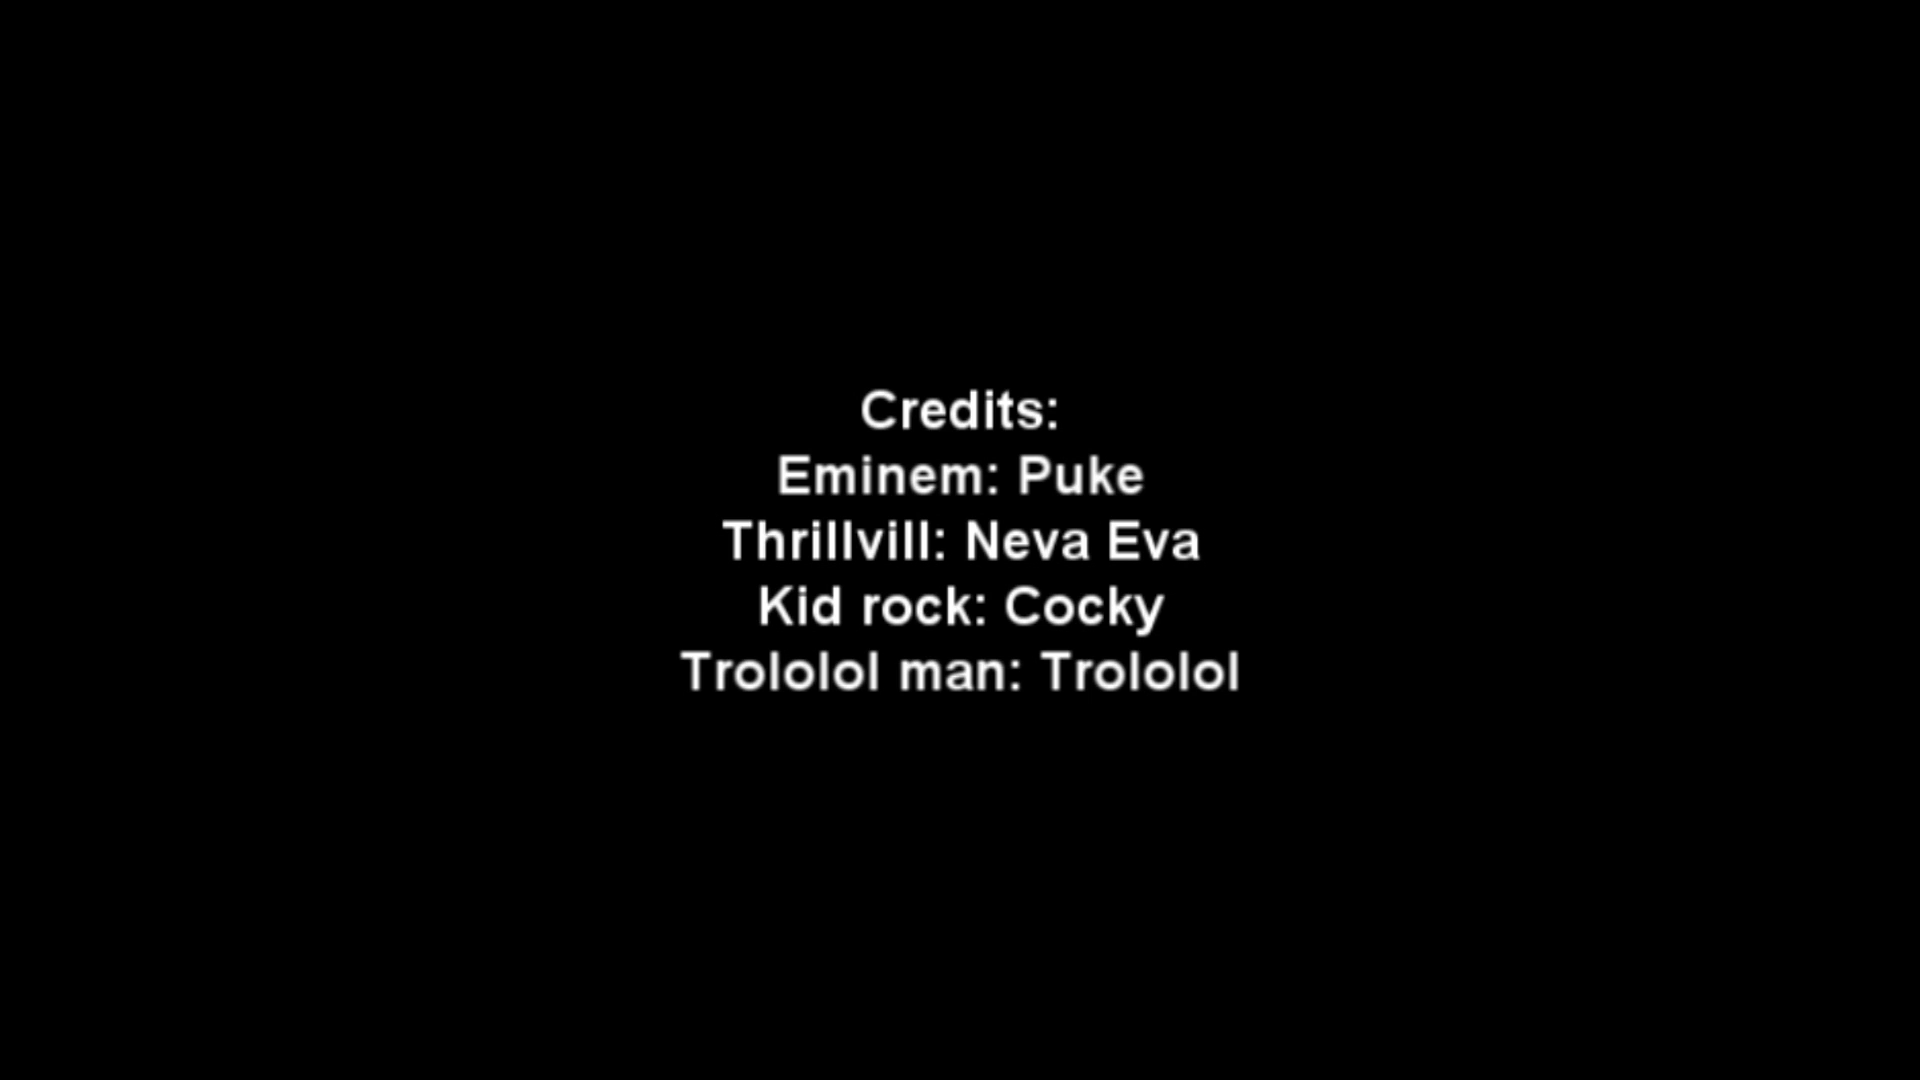 Credits:
Eminem: Puke
Thrillvill: Neva Eva
Kid rock: Cocky
Trololol man: Trololol